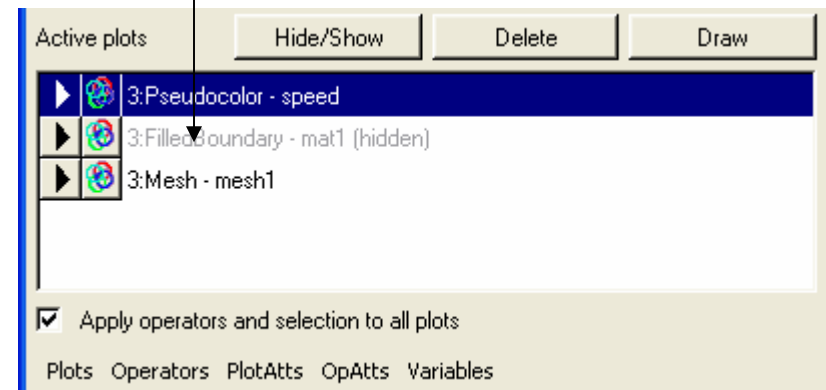 Active plots Hide/Show Delete Draw
3:Pseudocolor - speed
3:FilledBoundary - mat1 (hidden)
3:Mesh - mesh1
Apply operators and selection to all plots
Plots Operators PlotAtts OpAtts Variables